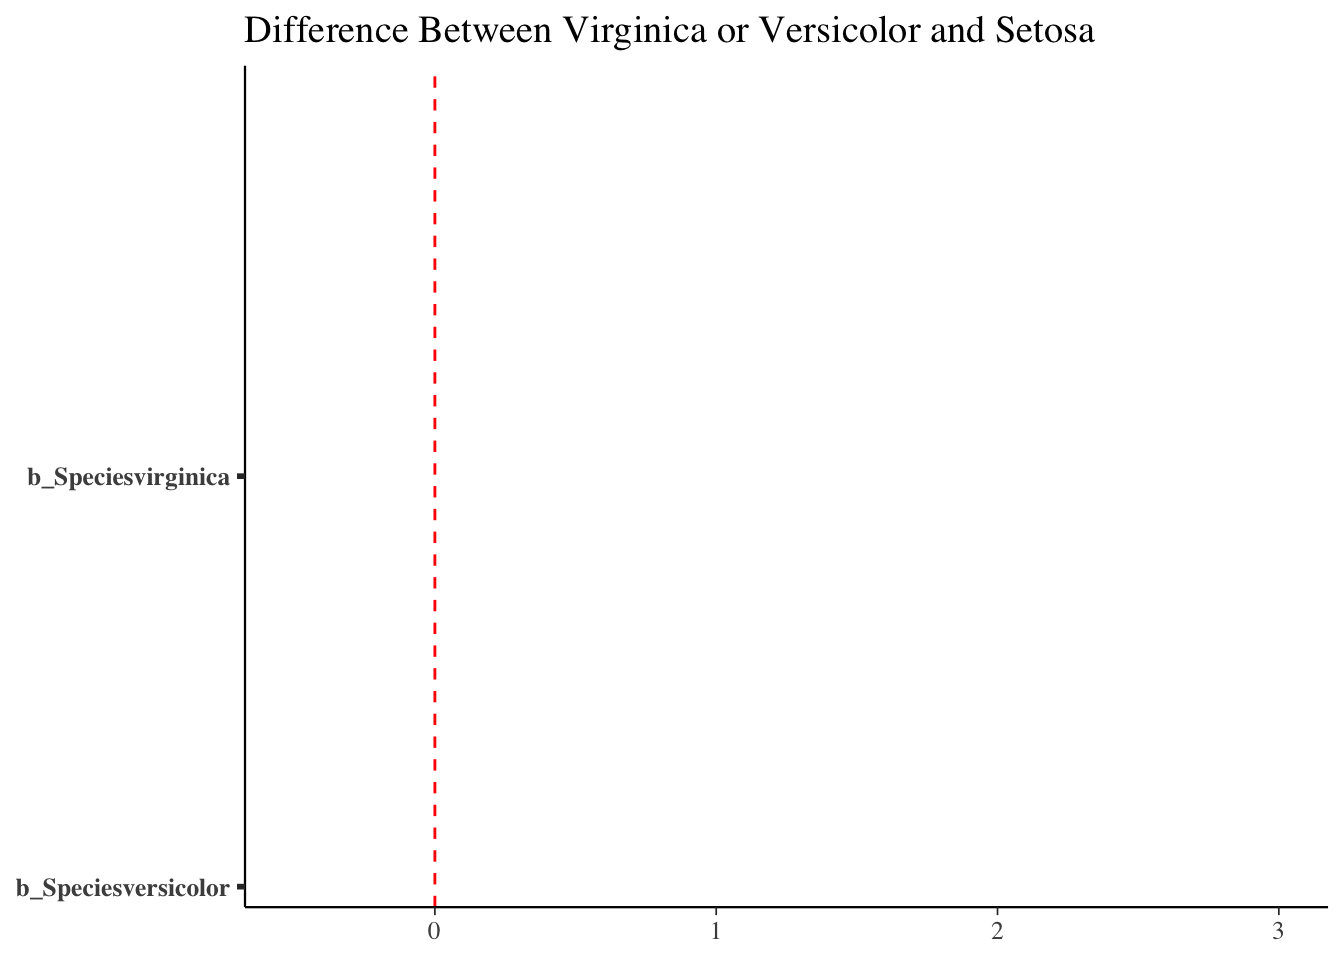 Difference Between Virginica or Versicolor and Setosa
b_Speciesvirginica
b_Speciesversicolor
0 1 2 3